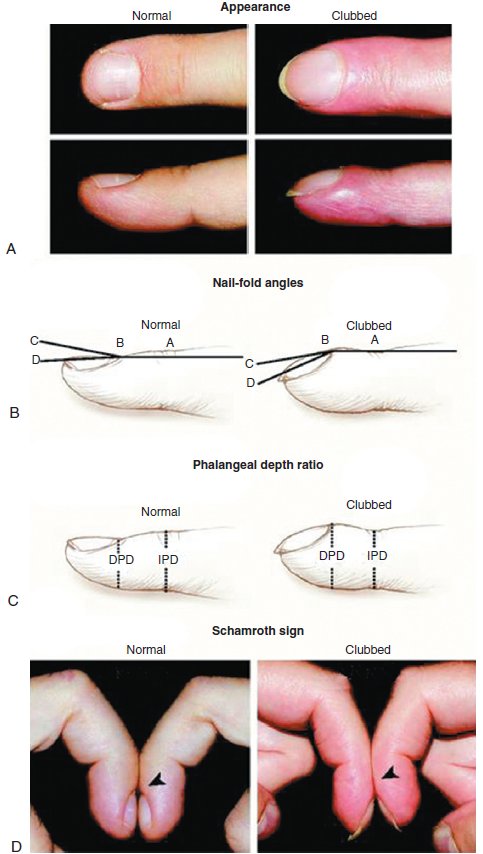 Appearance
Normal Clubbed
A
Nail-fold angles
Normal Clubbed
C B A B A
D C
D
B
Phalangeal depth ratio
Normal Clubbed
DPD IPD DPD IPD
C
Schamroth sign
Normal Clubbed
D